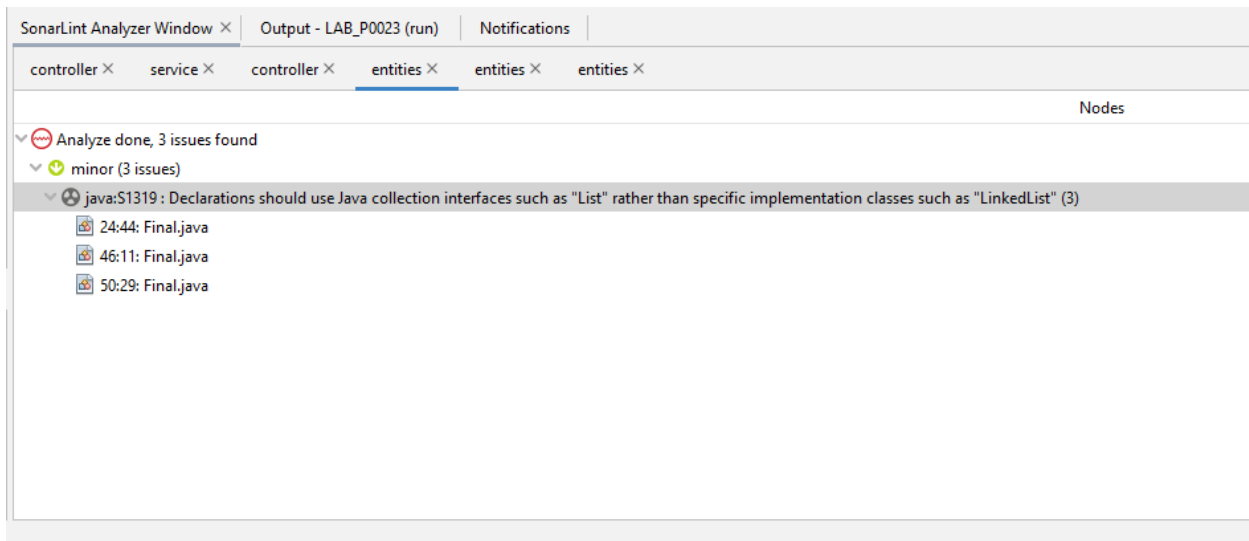 SonarLint Analyzer Window × Output - LAB_P0023 (run) Notifications
controller × service × controller × entities × entities × entities ×
Nodes
Analyze done, 3 issues found
minor (3 issues)
java:S1319 : Declarations should use Java collection interfaces such as "List" rather than specific implementation classes such as "LinkedList" (3)
24:44: Final.java
46:11: Final.java
50:29: Final.java